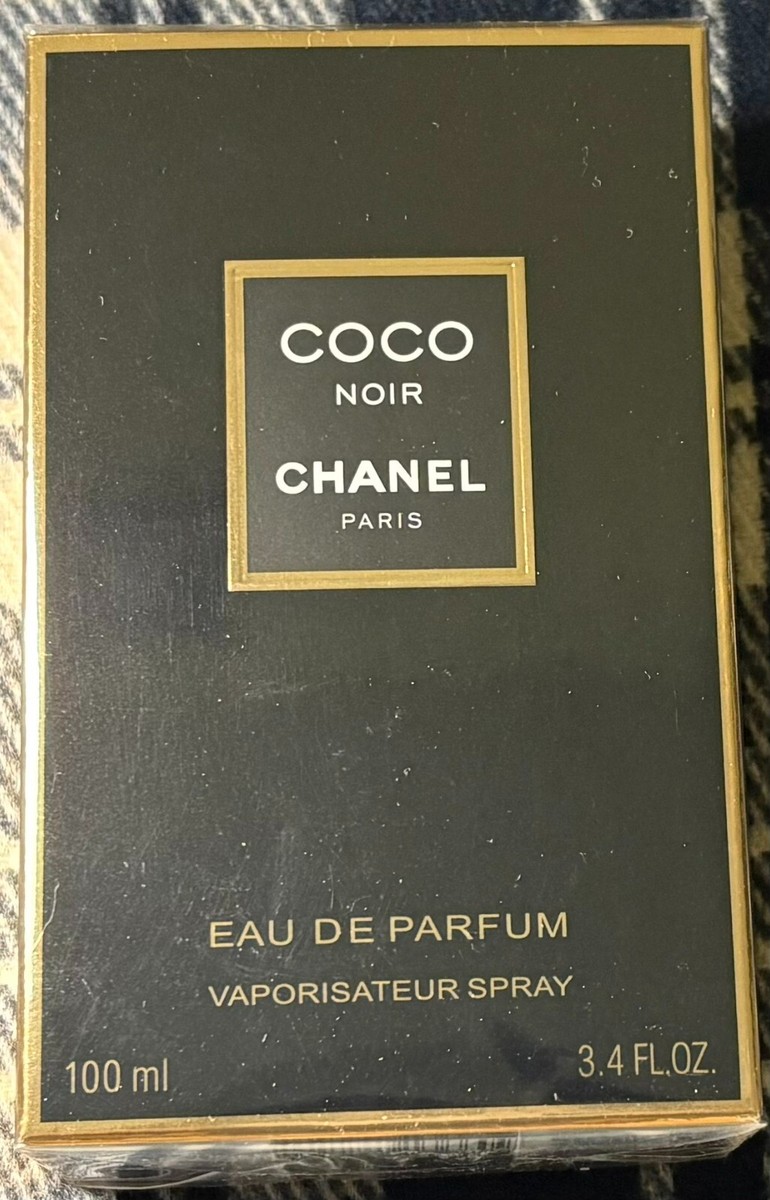 COCO
NOIR
CHANEL
PARIS
EAU DE PARFUM
VAPORISATEUR SPRAY
100 ml 3.4 FL.OZ.